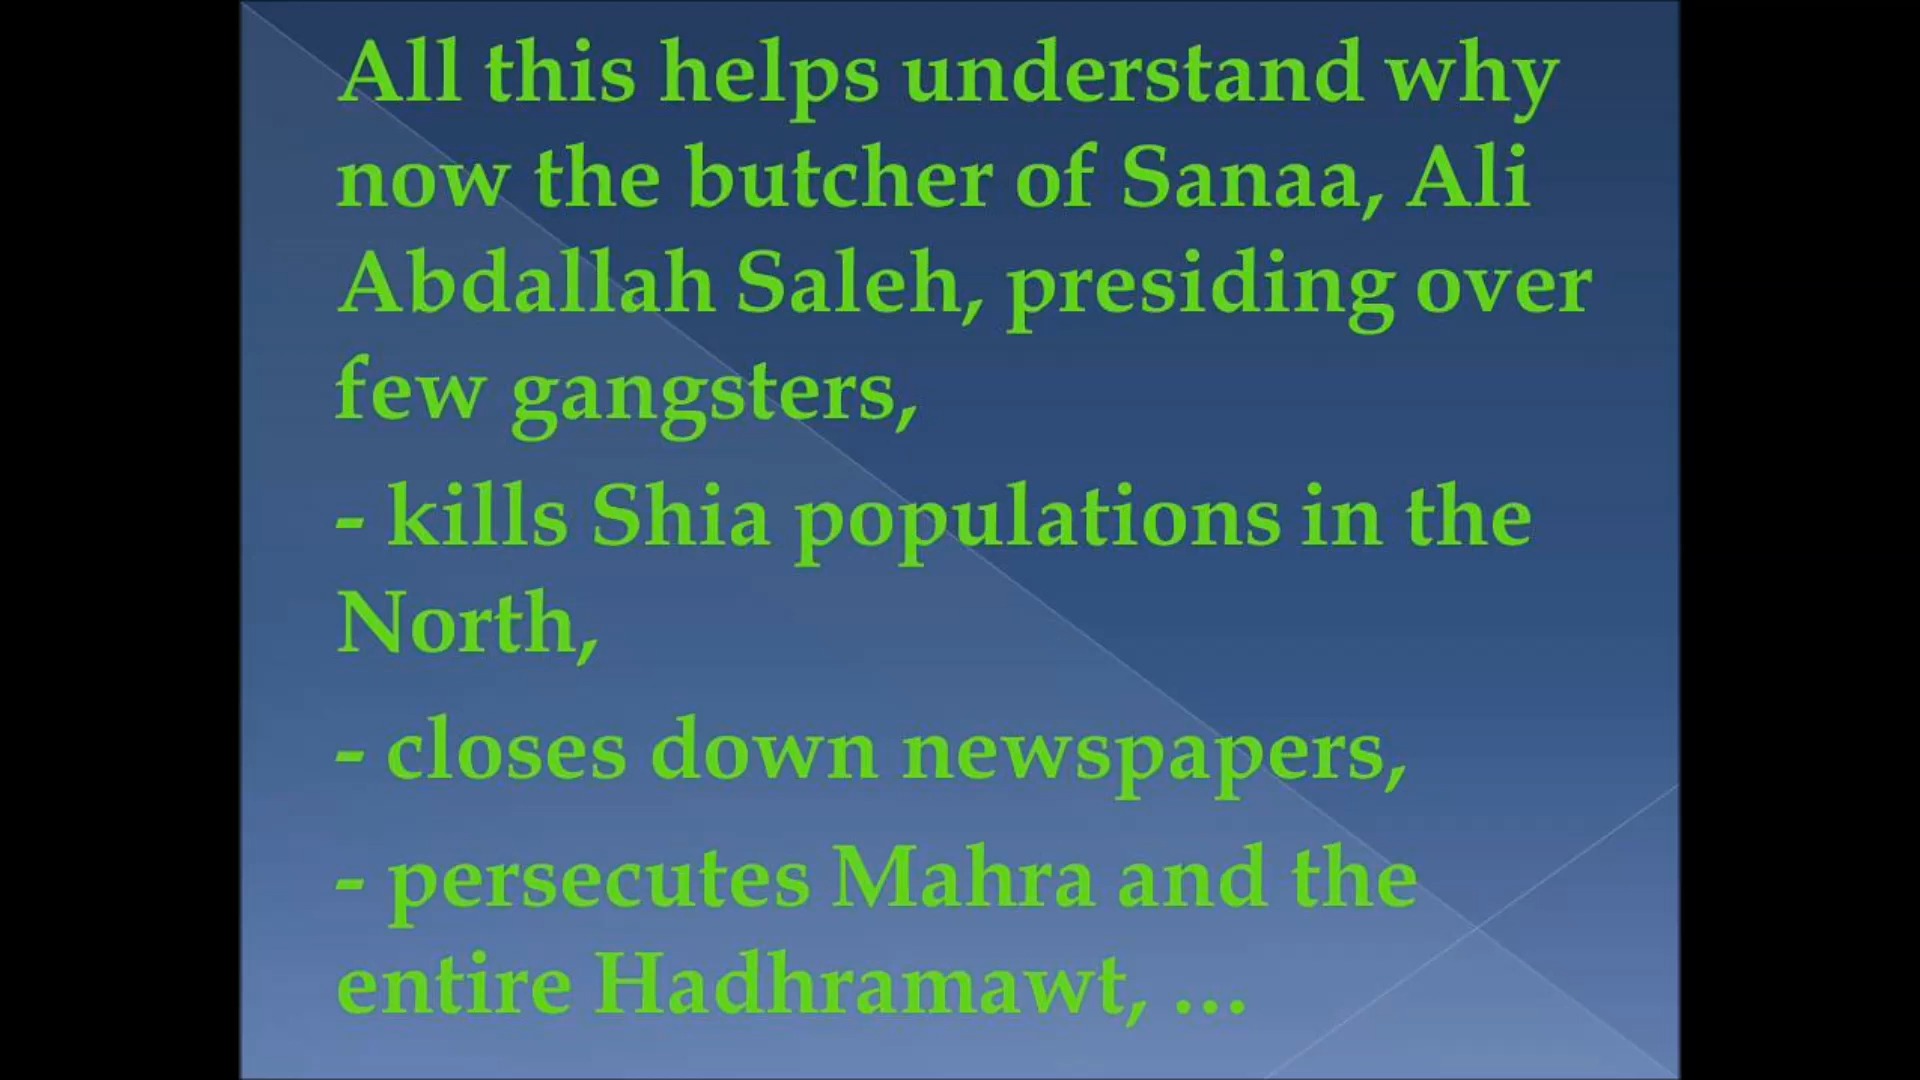 All this helps understand why
now the butcher of Sanaa, Ali
Abdallah Saleh, presiding over
few gangsters,
- kills Shia populations in the
North,
- closes down newspapers,
- persecutes Mahra and the
entire Hadhramawt, …